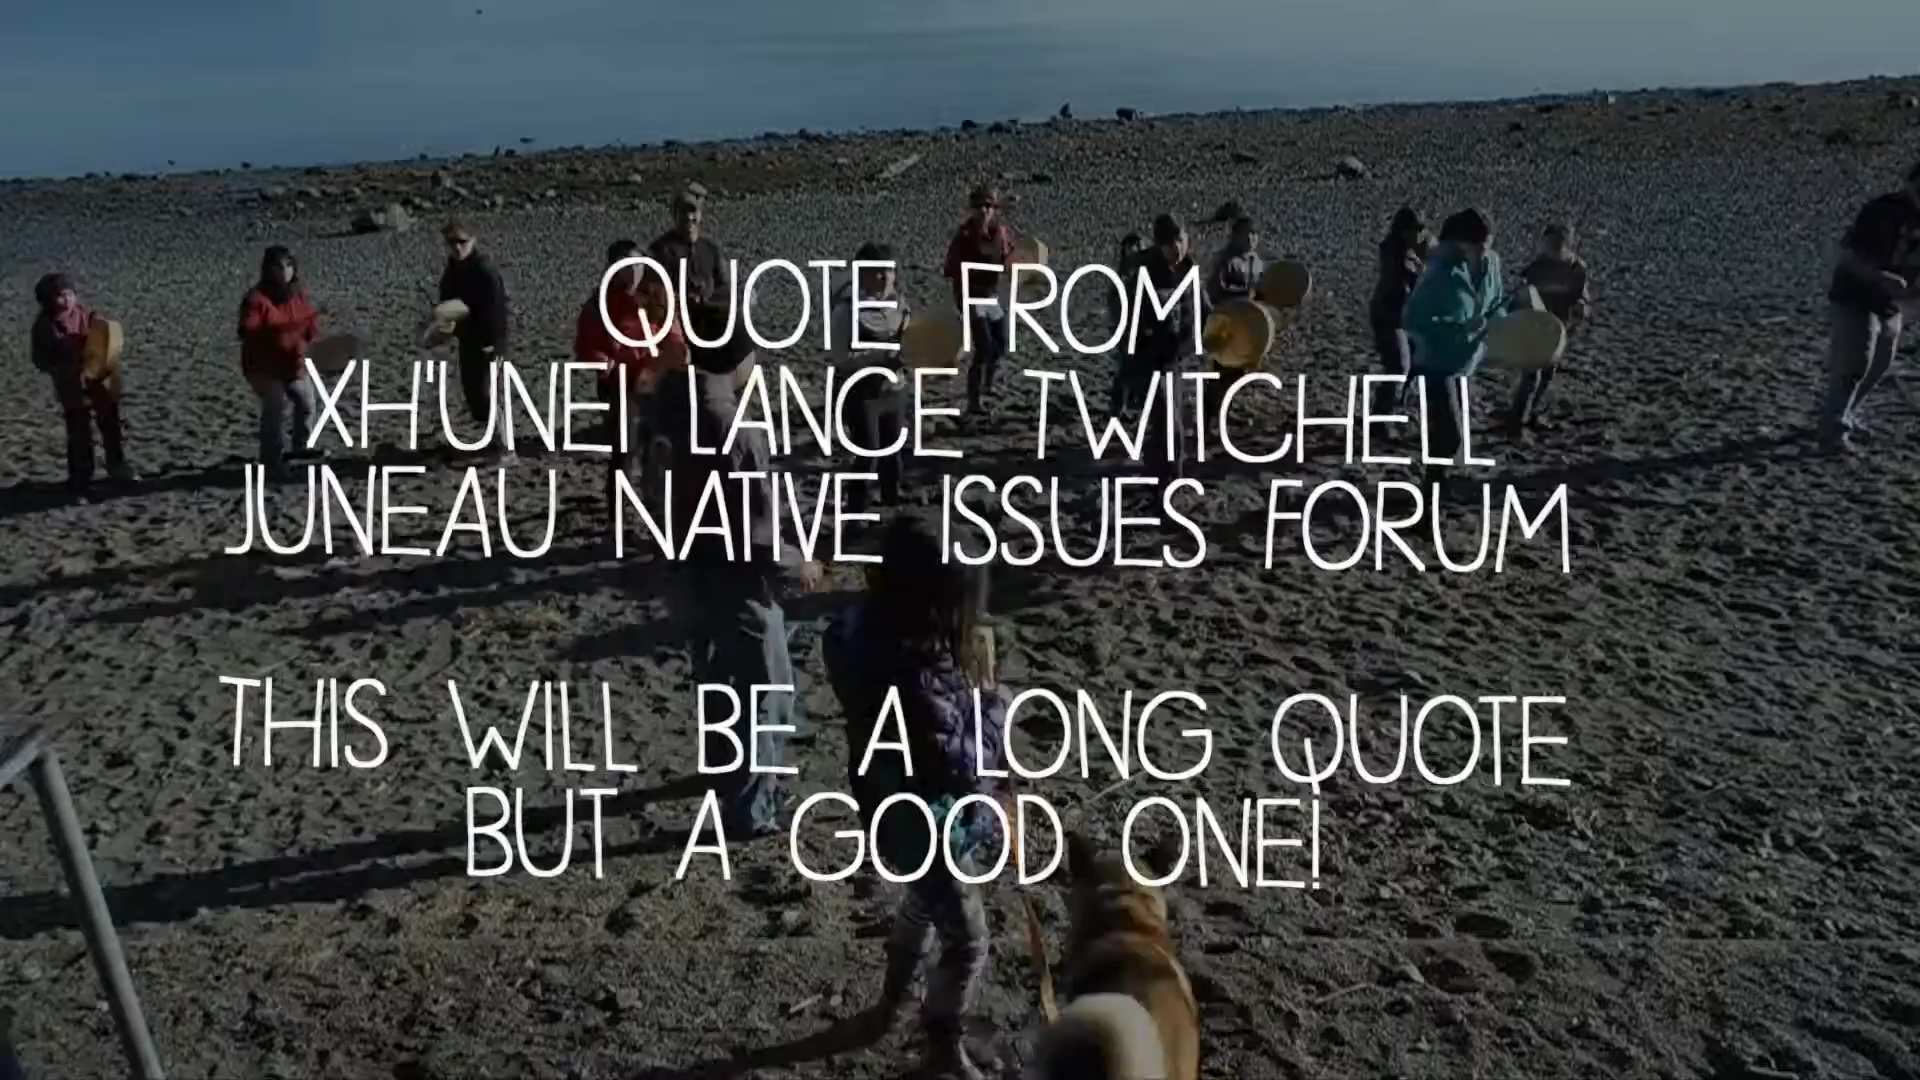 QUOTE FROM
XH'UNEI LANCE TWITCHELL
JUNEAU NATIVE ISSUES FORUM
THIS WILL BE A LONG QUOTE
BUT A GOOD ONE!